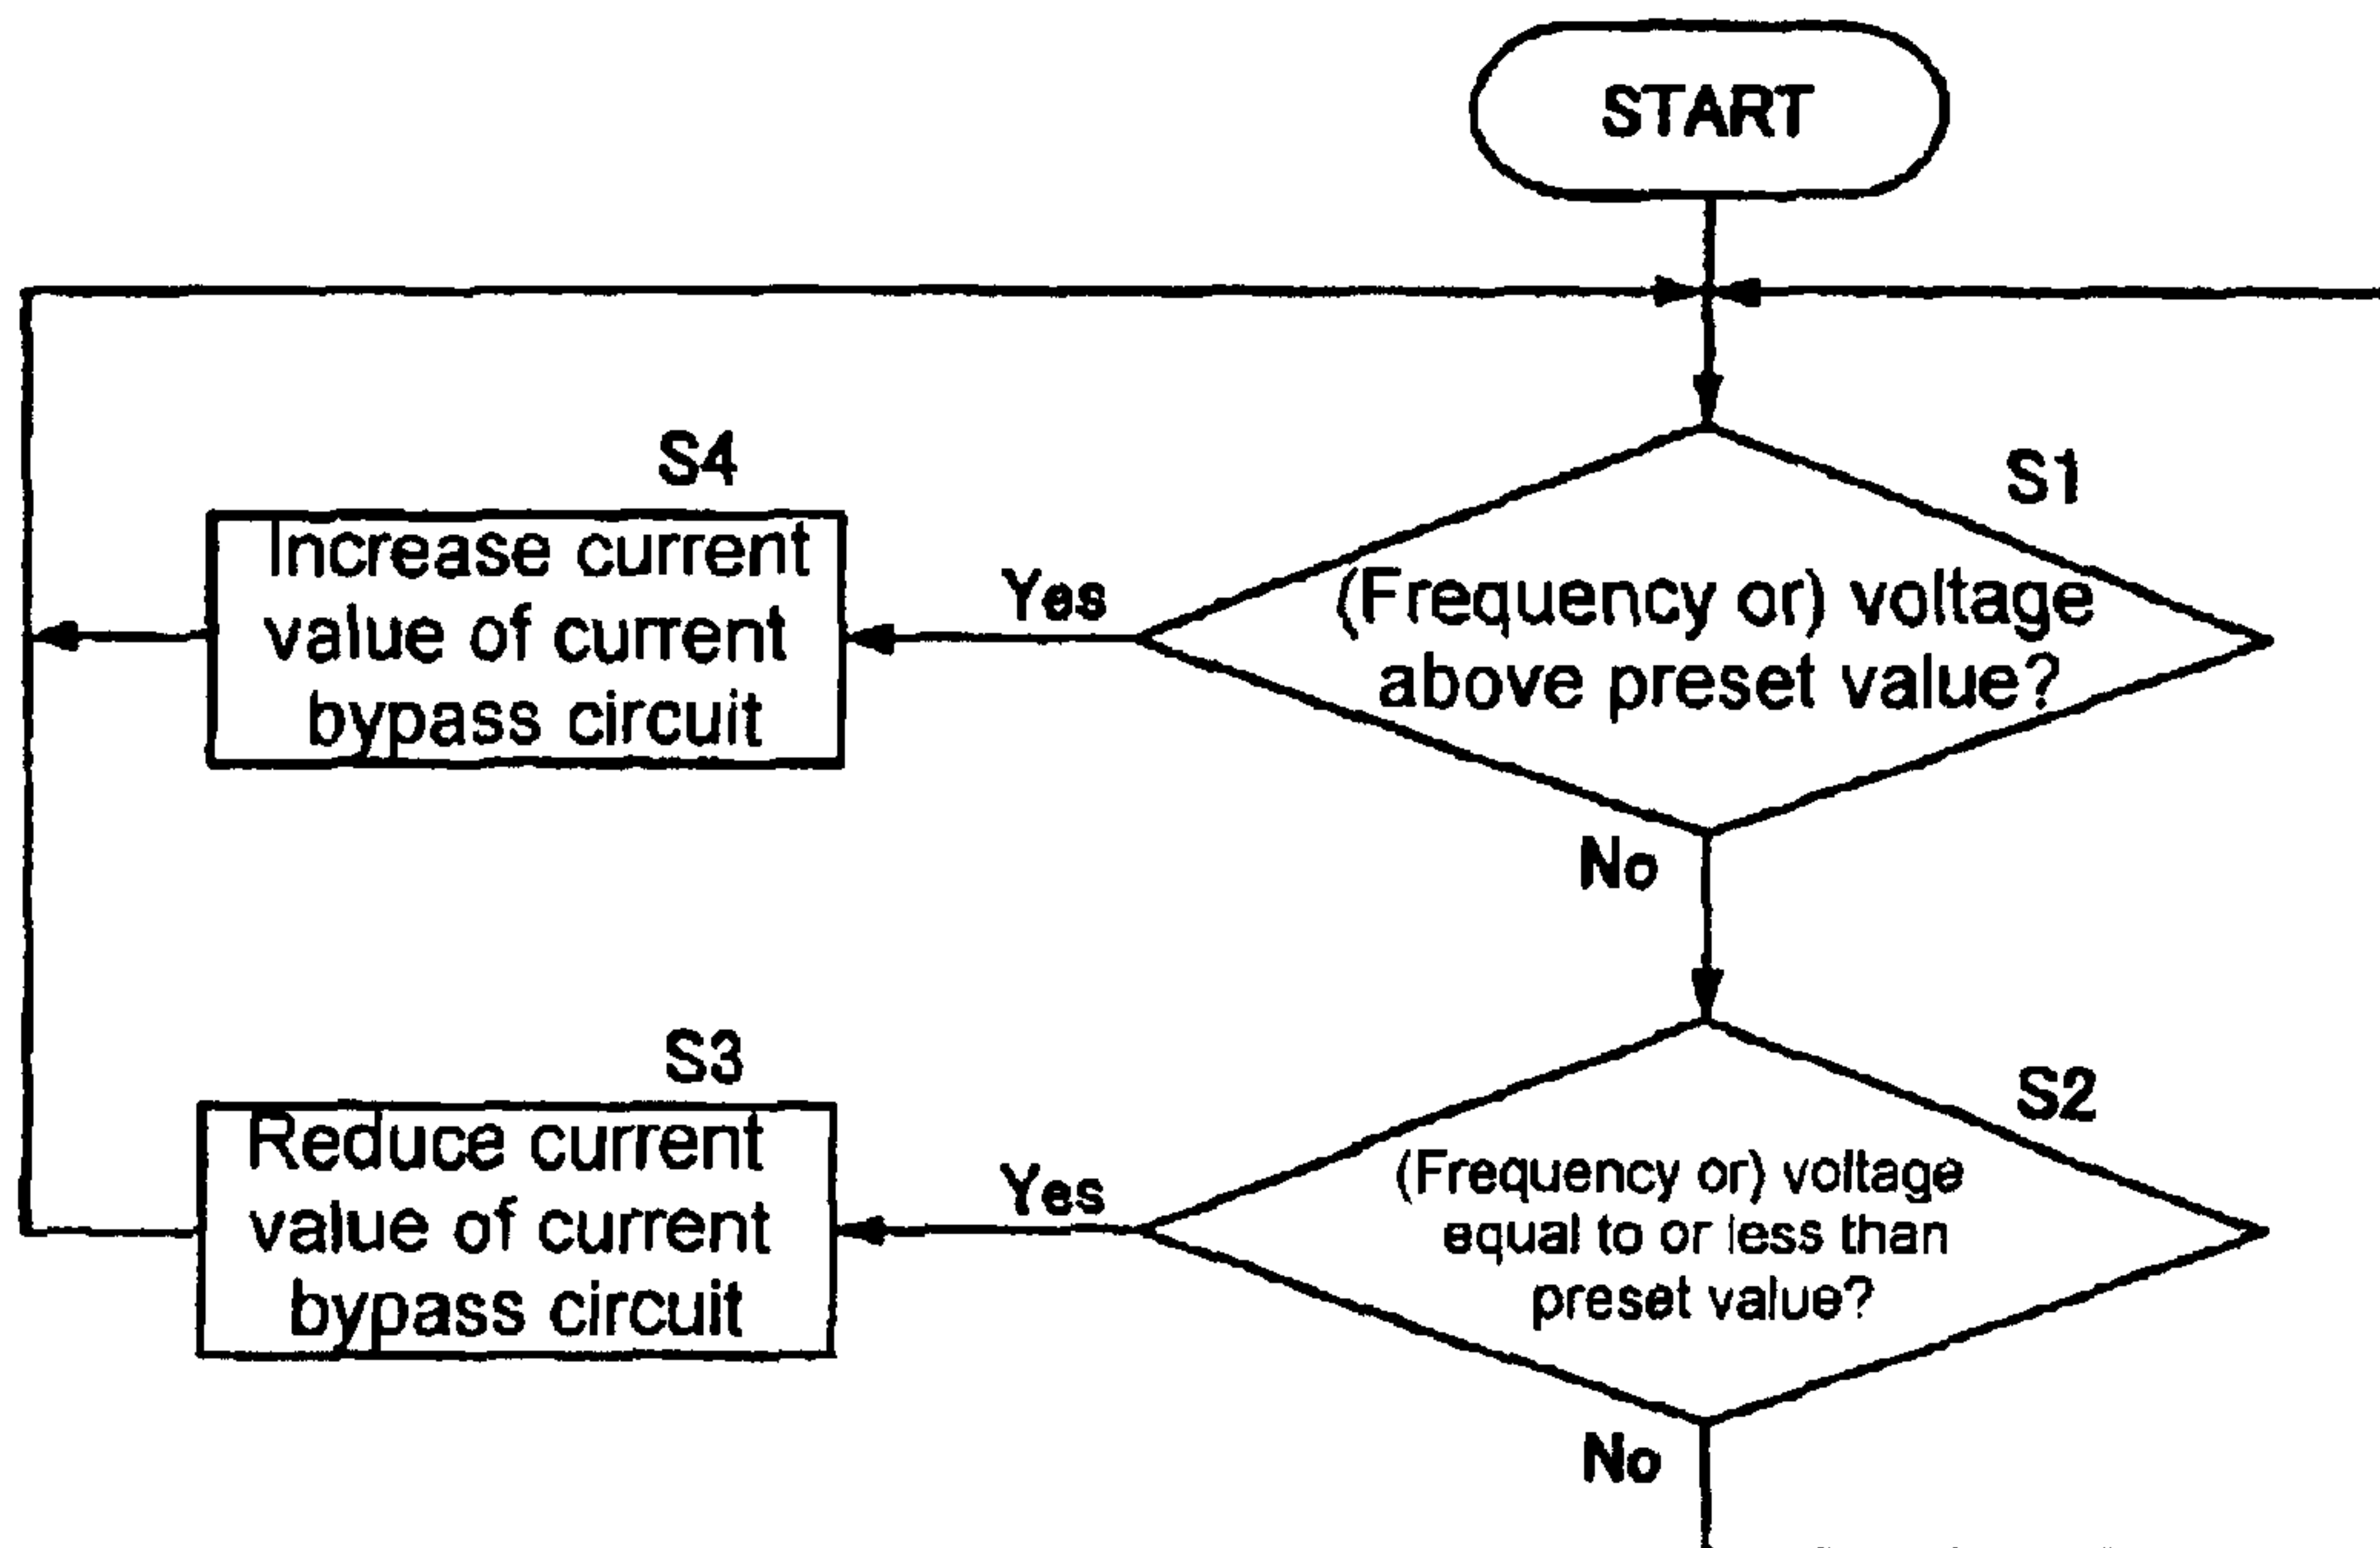 START
S4
S1
Increase current
value of current
bypass circuit
Yes
(Frequency or) voltage
above preset value?
No
S3
S2
Reduce current
value of current
bypass circuit
Yes
(Frequency or) voltage
equal to or less than
preset value?
No